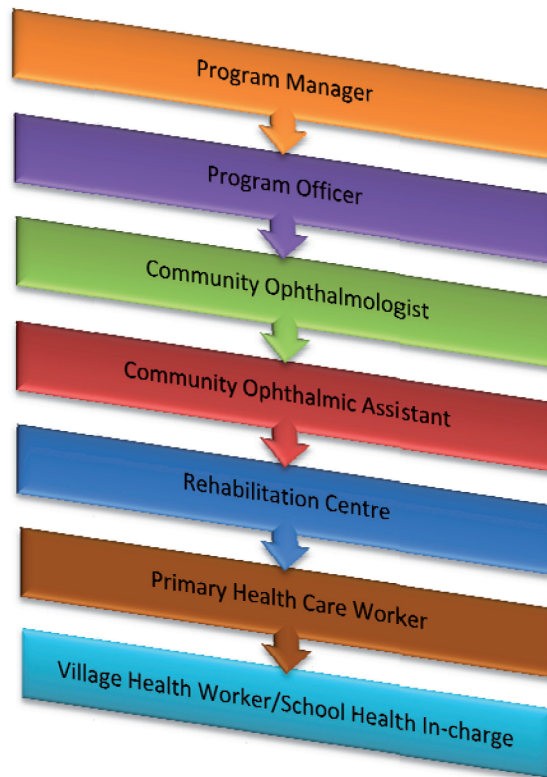 Program Manager
Program Officer
Community Ophthalmologist
Community Ophthalmic Assistant
Rehabilitation Centre
Primary Health Care Worker
Village Health Worker/School Health In-charge